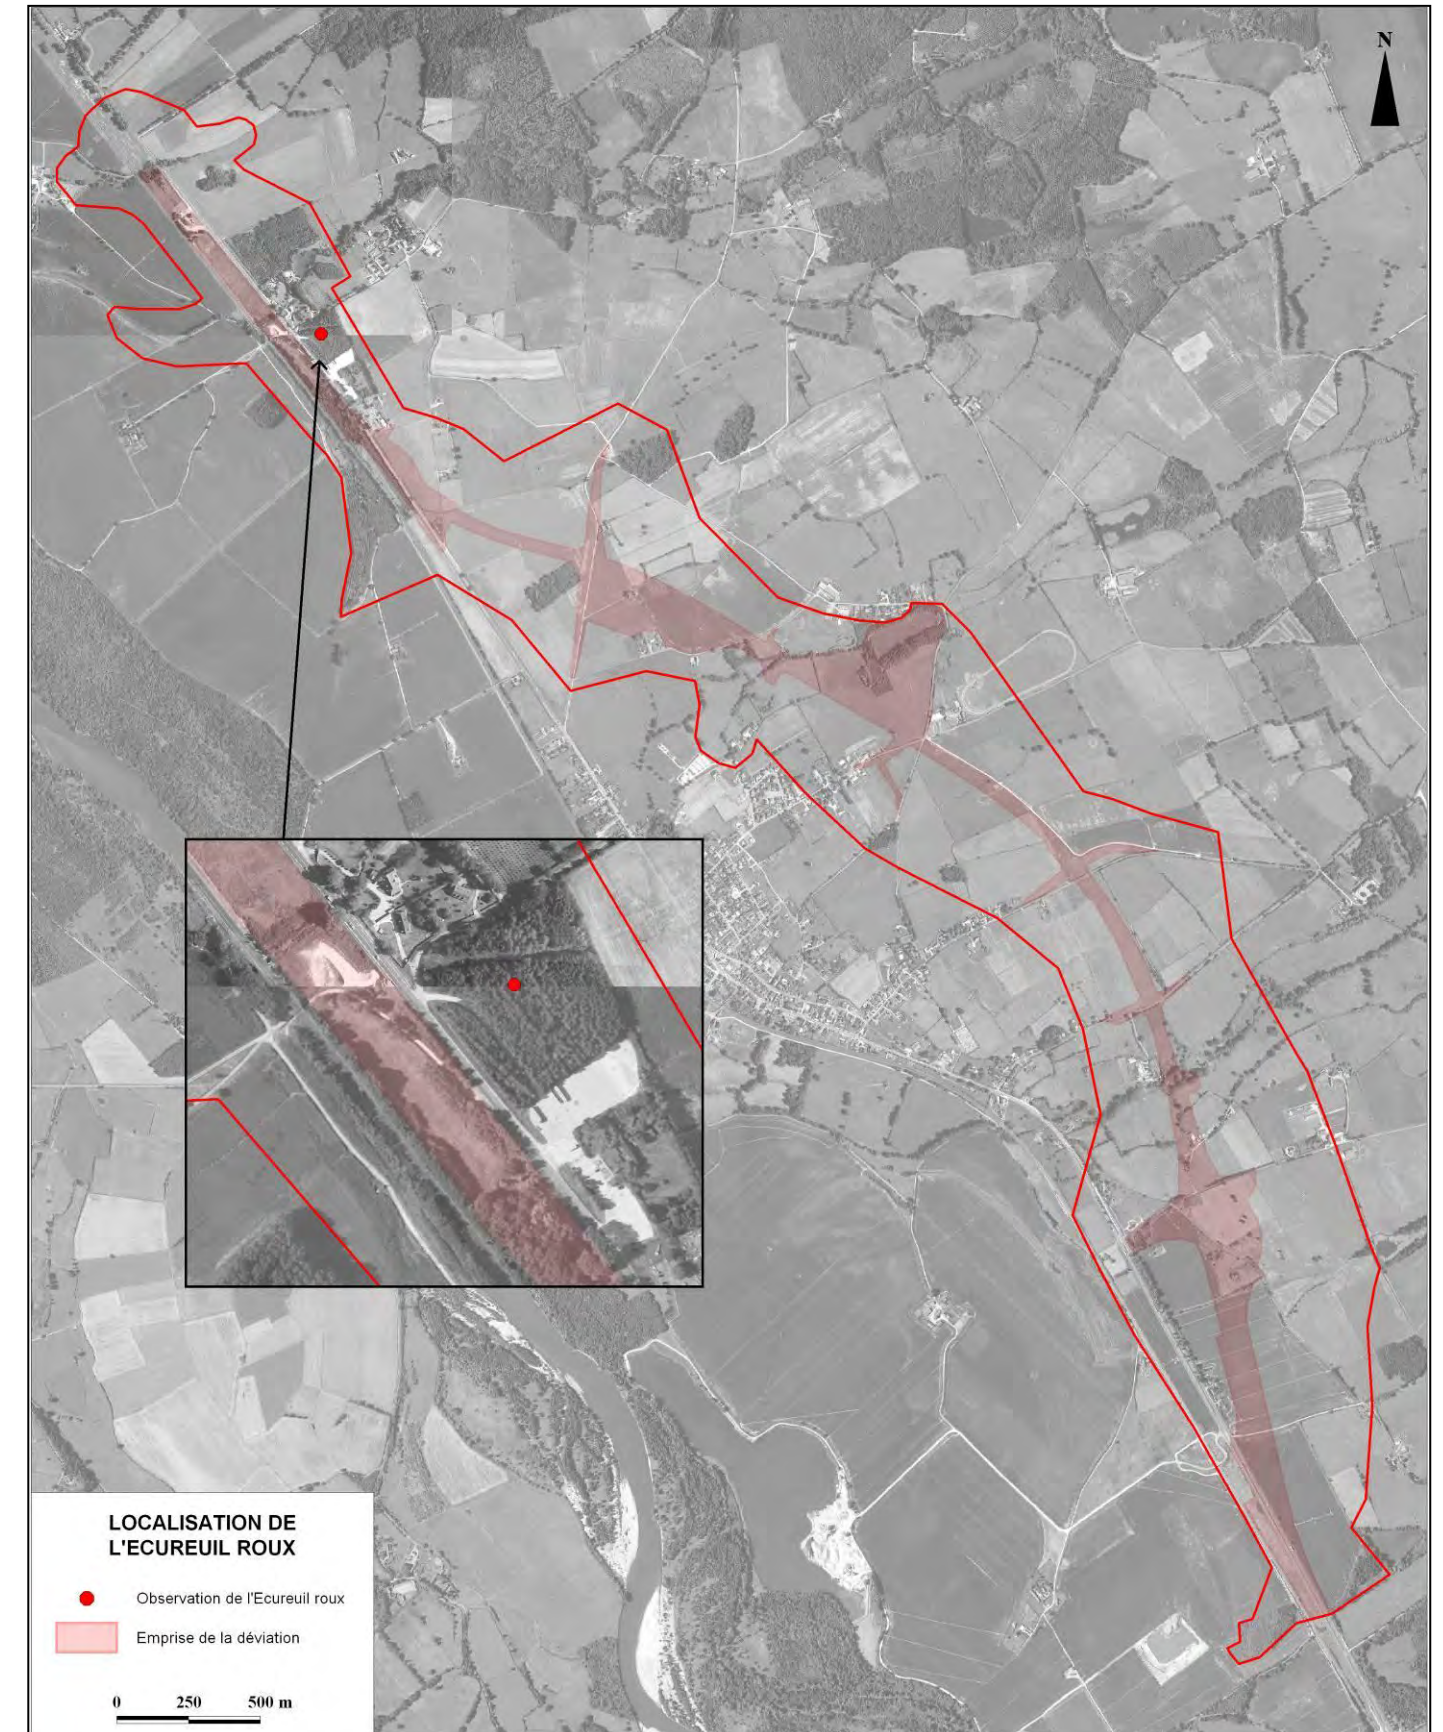 N
LOCALISATION DE
L'ECUREUIL ROUX
Observation de l'Ecureuil roux
Emprise de la déviation
0 250 500 m